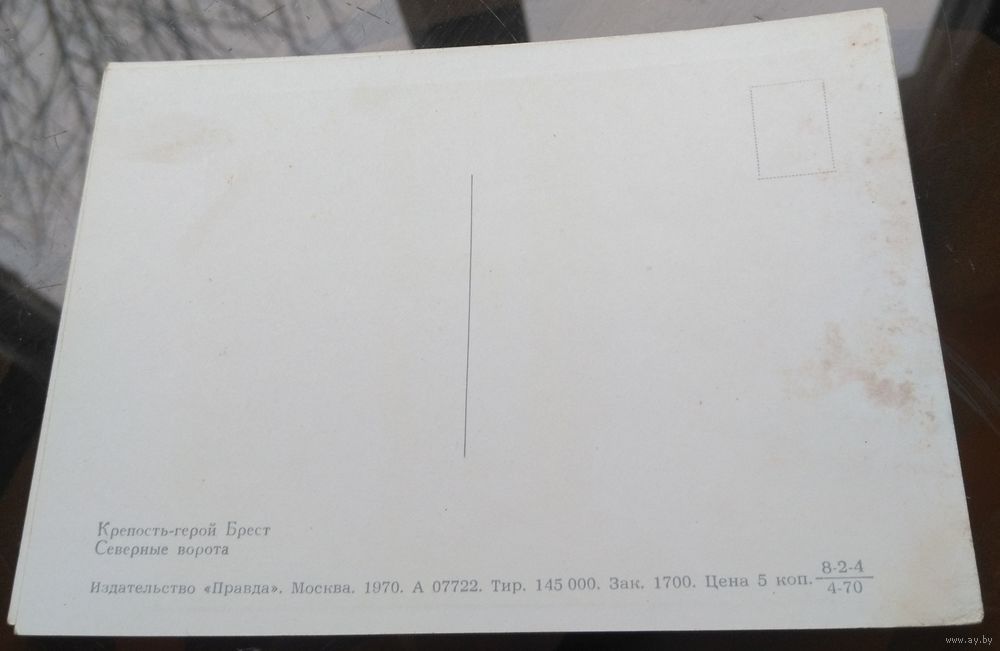 Крепость-герой Брест
Северные ворота
Издательство «Правда». Москва. 1970. А 07722. Тир. 145 000. Зак. 1700. Цена 5 коп. 8-2-4
4-70
www.ay.by